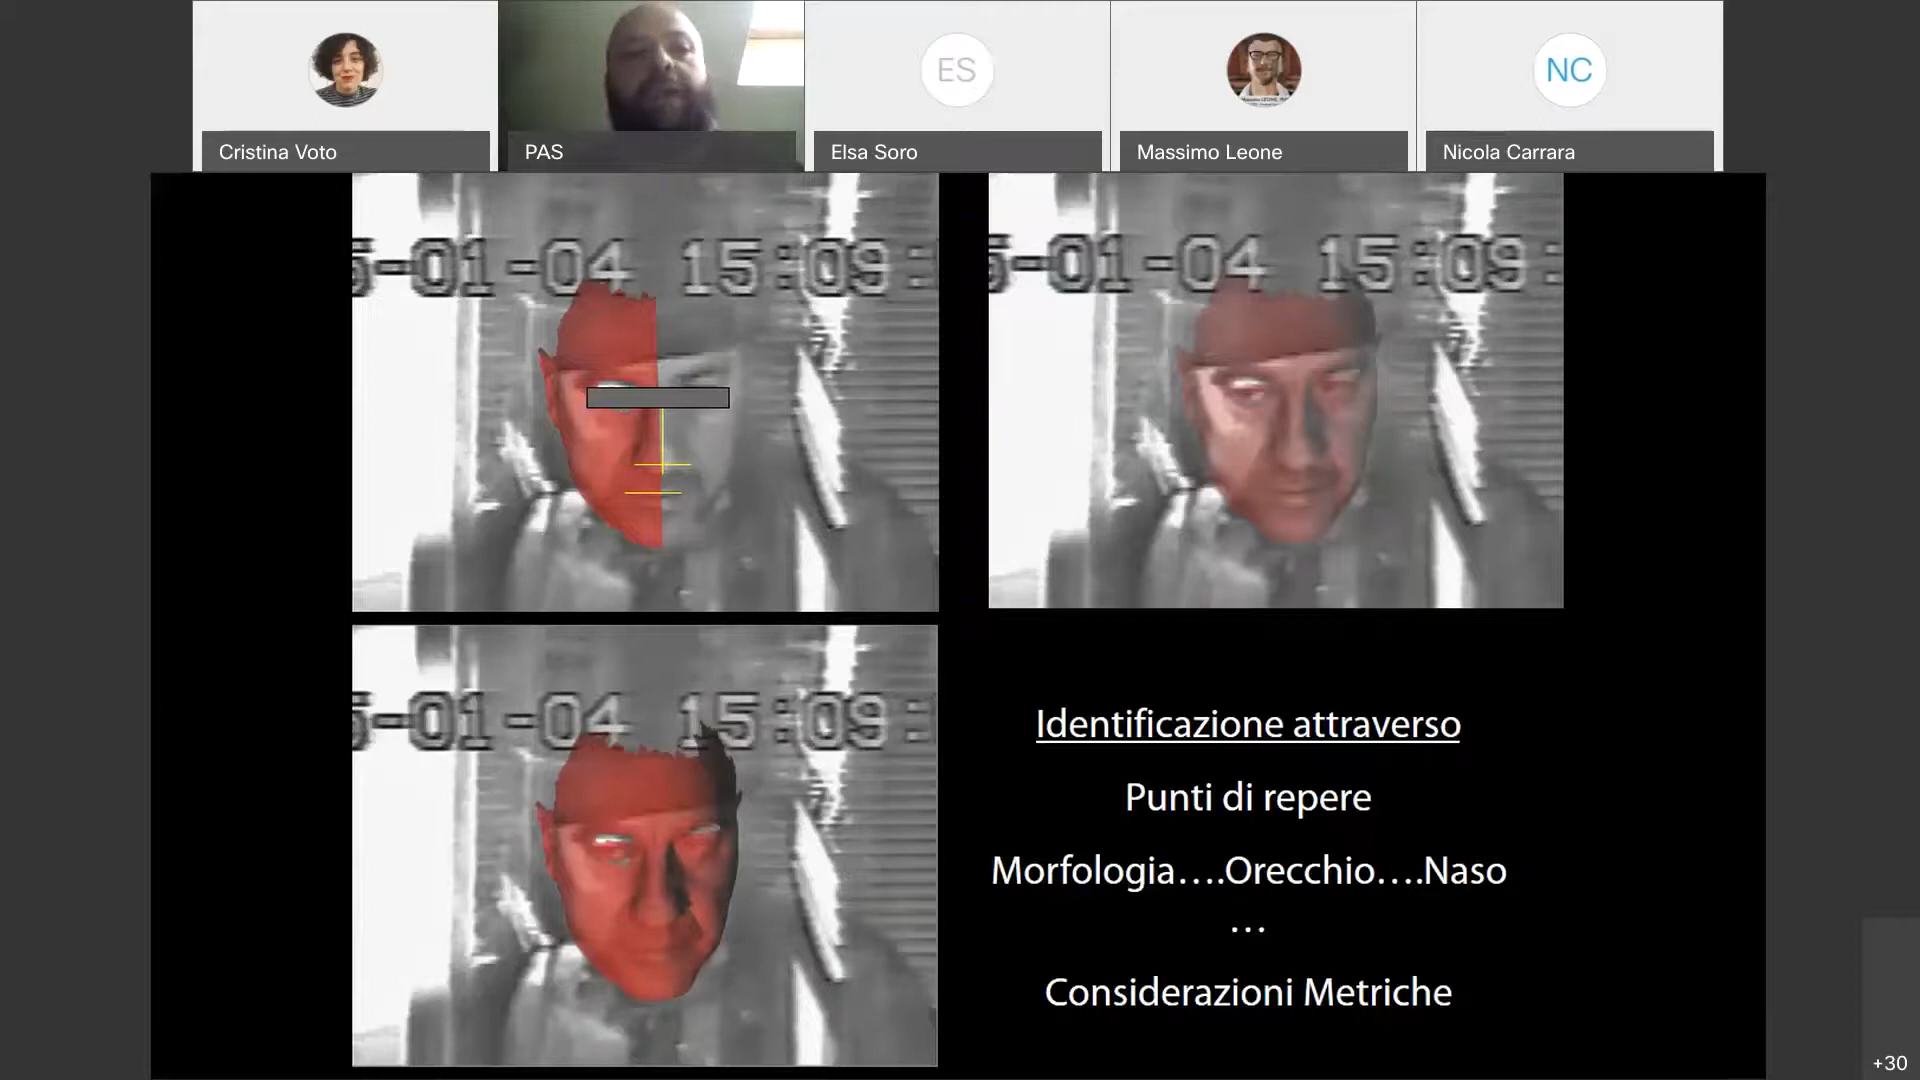 ES
NC
Cristina Voto
PAS
Elsa Soro
Massimo Leone
Nicola Carrara
5-01-04 15:09:
5-01-04 15:09:
5-01-04 15:09:
Identificazione attraverso
Punti di repere
Morfologia....Orecchio....Naso
...
Considerazioni Metriche
+30